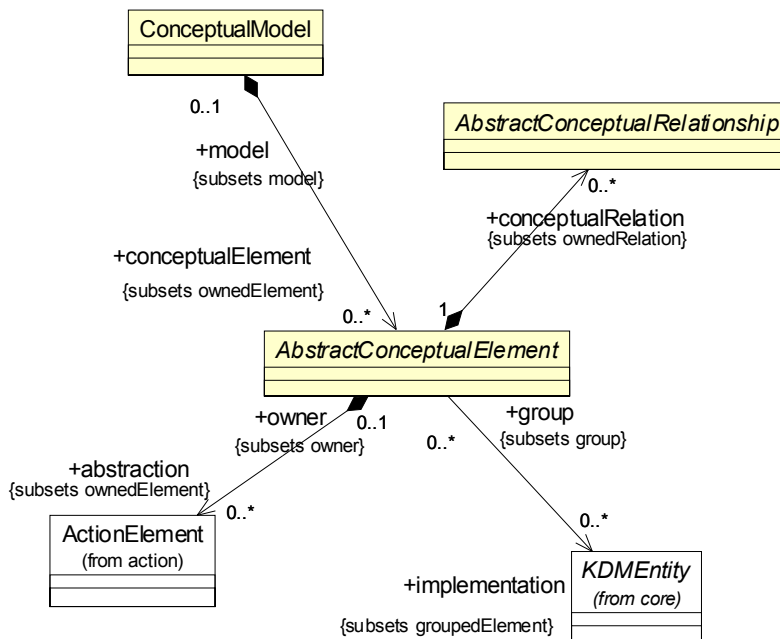 ConceptualModel
0..1
+model
{subsets model}
AbstractConceptualRelationship
0..*
+conceptualRelation
{subsets ownedRelation}
+conceptualElement
{subsets ownedElement}
0..*
1
AbstractConceptualElement
+owner
0..1
{subsets owner}
+group
0..*
{subsets group}
+abstraction
{subsets ownedElement}
0..*
0..*
ActionElement
(from action)
+implementation
{subsets groupedElement}
KDMEntity
(from core)